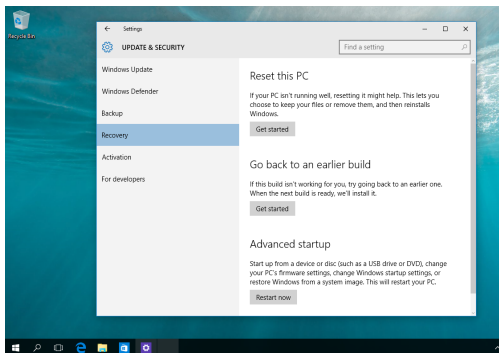 Recycle Bin
Settings
UPDATE & SECURITY
Find a setting
Windows Update
Windows Defender
Backup
Recovery
Activation
For developers
Reset this PC
If your PC isn't running well, resetting it might help. This lets you
choose to keep your files or remove them, and then reinstalls
Windows.
Get started
Go back to an earlier build
If this build isn't working for you, try going back to an earlier one.
When the next build is ready, we'll install it.
Get started
Advanced startup
Start up from a device or disc (such as a USB drive or DVD), change
your PC's firmware settings, change Windows startup settings, or
restore Windows from a system image. This will restart your PC.
Restart now